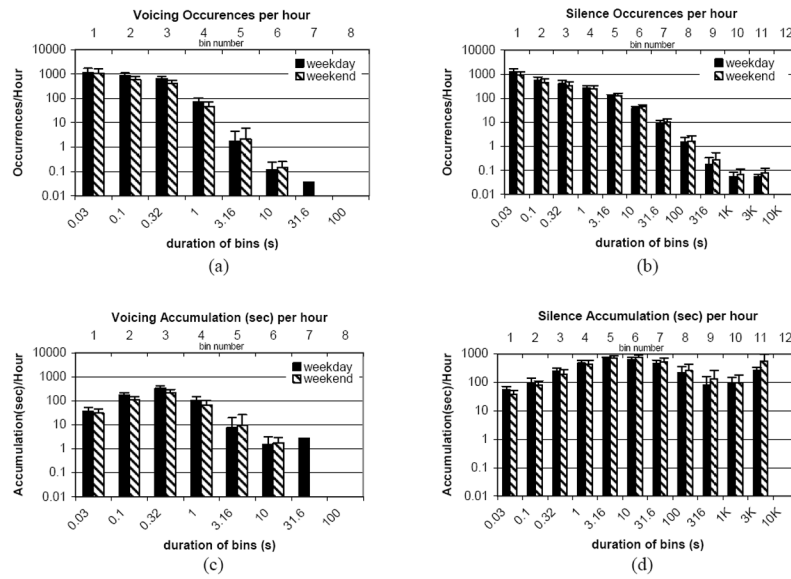 Voicing Occurences per hour
1 2 3 4 5 6 7 8
bin number
10000
1000
100
10
1
0.1
0.01
Occurrences/Hour
weekday
weekend
0.03 0.1 0.32 1 3.16 10 31.6 100
duration of bins (s)
(a)
Silence Occurences per hour
1 2 3 4 5 6 7 8 9 10 11 12
bin number
10000
1000
100
10
1
0.1
0.01
Occurrences/Hour
weekday
weekend
0.03 0.1 0.32 1 3.16 10 31.6 100 316 1K 3K 10K
duration of bins (s)
(b)
Voicing Accumulation (sec) per hour
1 2 3 4 5 6 7 8
bin number
10000
1000
100
10
1
0.1
0.01
Accumulation(sec)/Hour
weekday
weekend
0.03 0.1 0.32 1 3.16 10 31.6 100
duration of bins (s)
(c)
Silence Accumulation (sec) per hour
1 2 3 4 5 6 7 8 9 10 11 12
bin number
1000
100
10
1
0.1
0.01
Accumulation(sec)/Hour
weekday
weekend
0.03 0.1 0.32 1 3.16 10 31.6 100 316 1K 3K 10K
duration of bins (s)
(d)